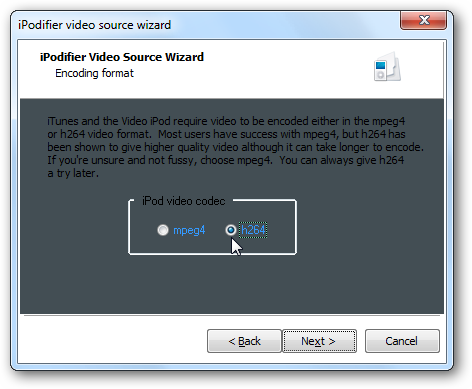 iPodifier video source wizard
iPodifier Video Source Wizard
Encoding format
iTunes and the Video iPod require video to be encoded either in the mpeg4
or h264 video format.  Most users have success with mpeg4, but h264 has
been shown to give higher quality video although it can take longer to encode.
If you're unsure and not fussy, choose mpeg4.  You can always give h264
a try later.
iPod video codec
mpeg4 h264
< Back Next > Cancel